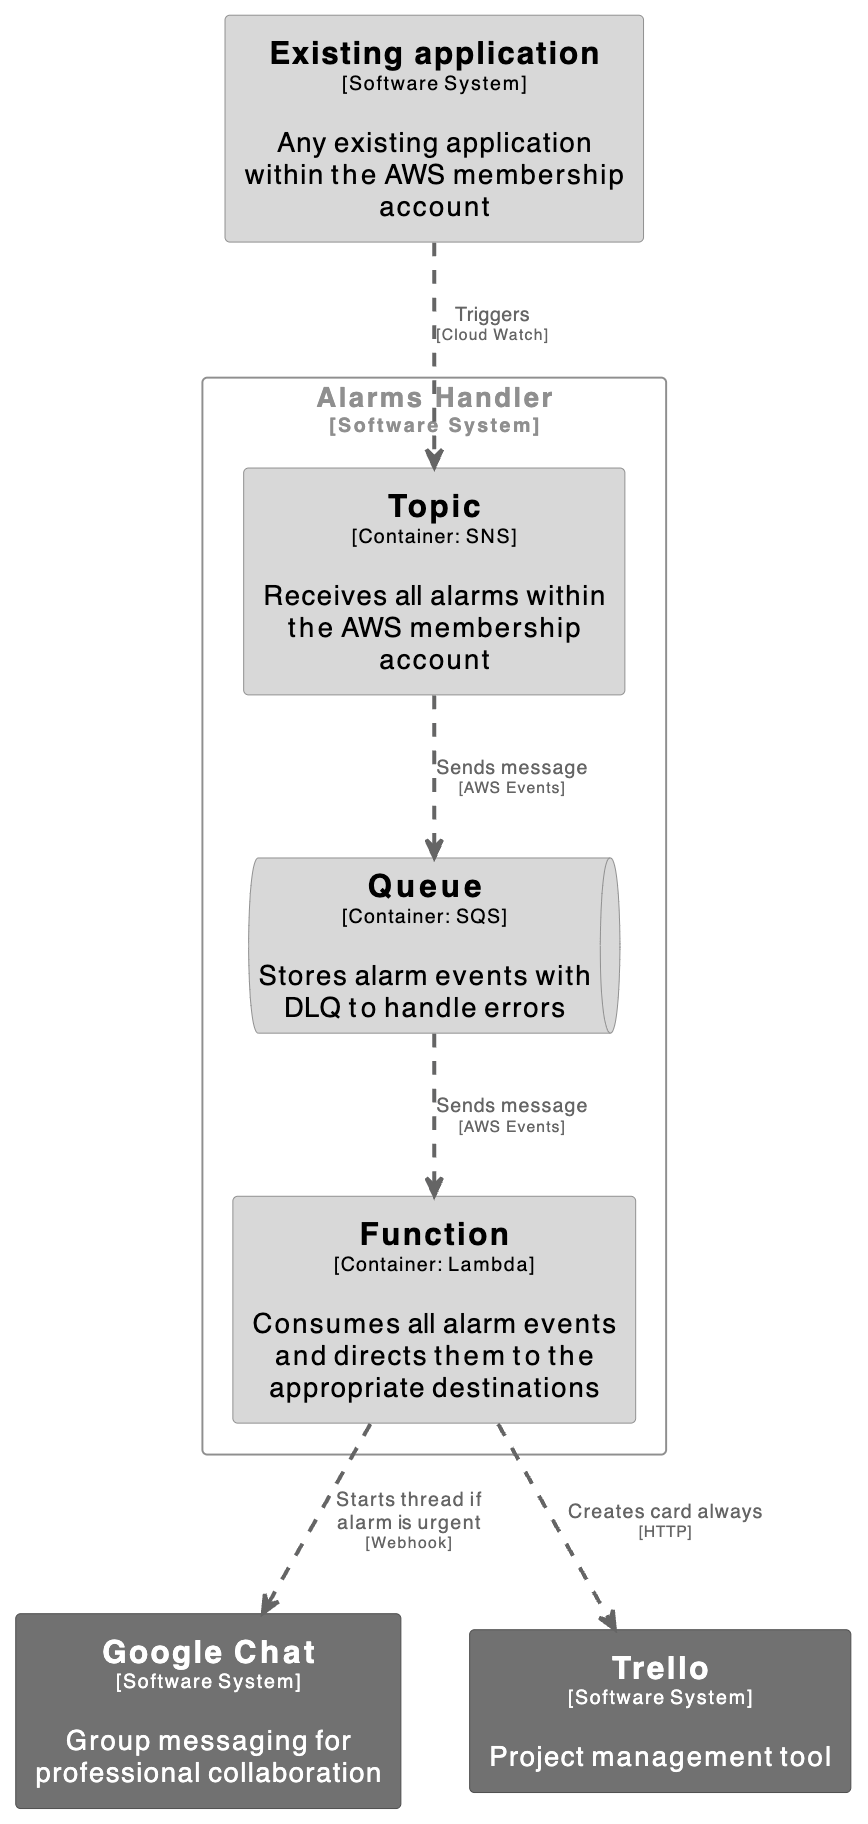 Existing application
[Software System]
Any existing application
within the AWS membership
account
Triggers
[Cloud Watch]
Alarms Handler
[Software System]
Topic
[Container: SNS]
Receives all alarms within
the AWS membership
account
Sends message
[AWS Events]
Queue
[Container: SQS]
Stores alarm events with
DLQ to handle errors
Sends message
[AWS Events]
Function
[Container: Lambda]
Consumes all alarm events
and directs them to the
appropriate destinations
Starts thread if
alarm is urgent
[Webhook]
Creates card always
[HTTP]
Google Chat
[Software System]
Group messaging for
professional collaboration
Trello
[Software System]
Project management tool